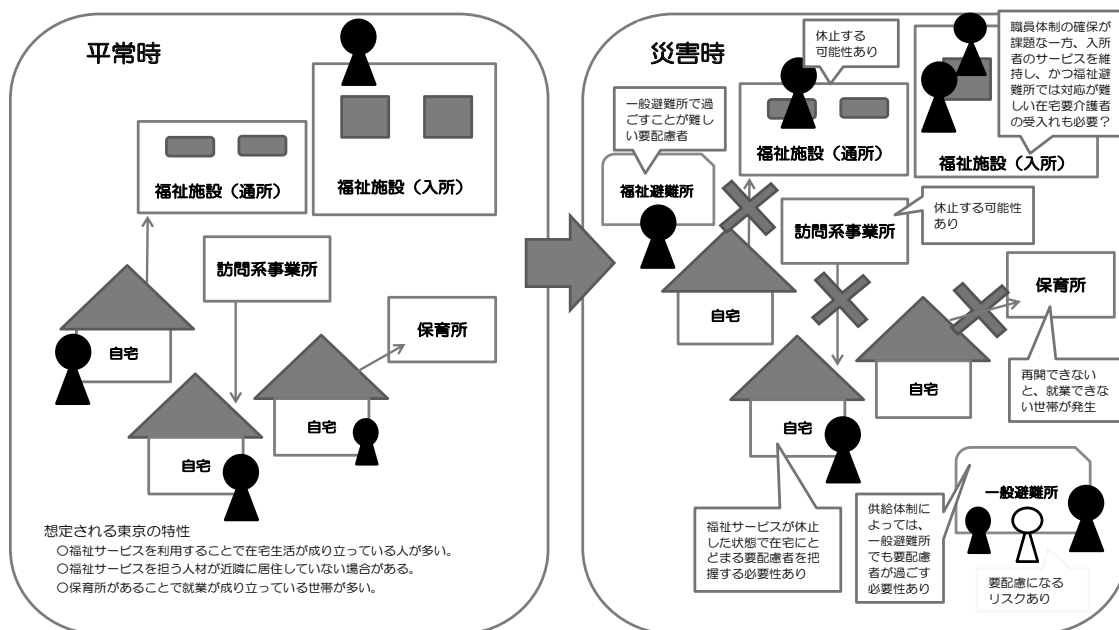 平常時
福祉施設（通所）
福祉施設（入所）
訪問系事業所
保育所
自宅
自宅
自宅
想定される東京の特性
○福祉サービスを利用することで在宅生活が成り立っている人が多い。
○福祉サービスを担う人材が近隣に居住していない場合がある。
○保育所があることで就業が成り立っている世帯が多い。
災害時
休止する
可能性あり
職員体制の確保が
課題な一方、入所
者のサービスを維
持し、かつ福祉避
難所では対応が難
しい在宅要介護者
の受入れも必要？
一般避難所で過
ごすことが難し
い要配慮者
福祉施設（通所）
福祉施設（入所）
福祉避難所
訪問系事業所
休止する可能性
あり
保育所
自宅
自宅
自宅
再開できない
と、就業できな
い世帯が発生
福祉サービスが休止
した状態で在宅にと
どまる要配慮者を把
握する必要性あり
供給体制に
よっては、
一般避難所
でも要配慮
者が過ごす
必要性あり
一般避難所
要配慮になる
リスクあり